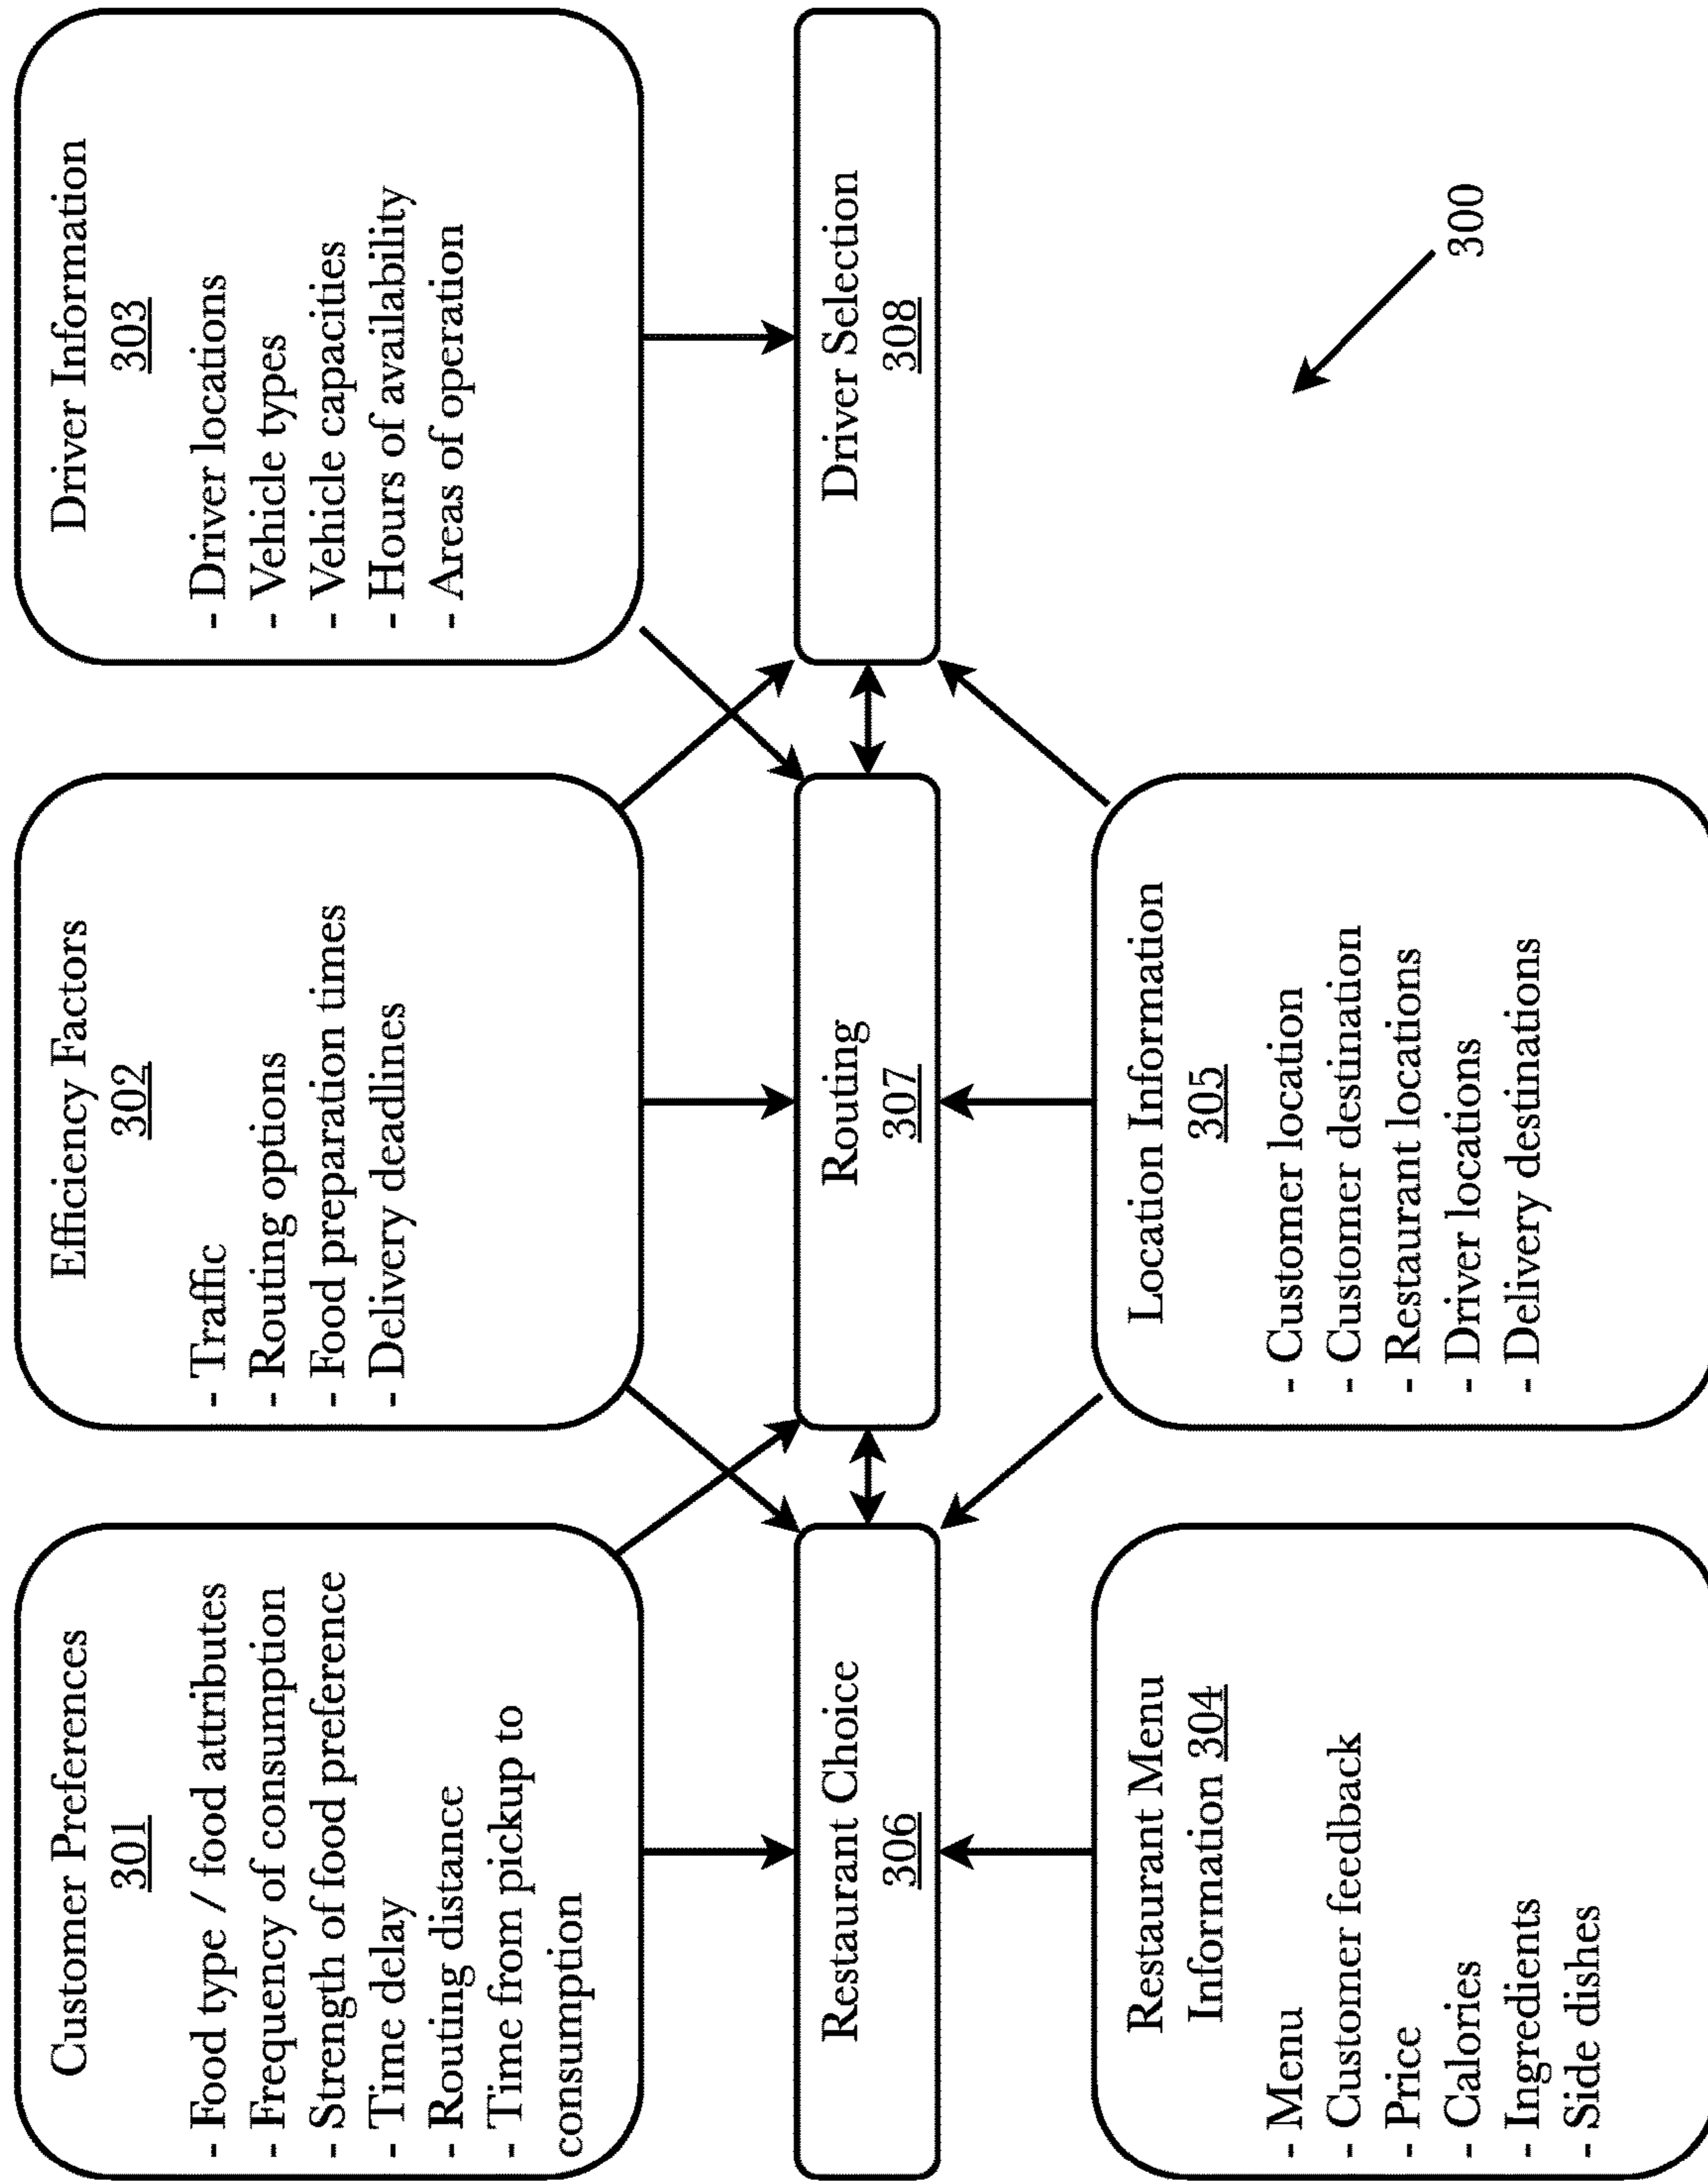 Customer Preferences
301
- Food type / food attributes
- Frequency of consumption
- Strength of food preference
- Time delay
- Routing distance
- Time from pickup to
consumption
Efficiency Factors
302
- Traffic
- Routing options
- Food preparation times
- Delivery deadlines
Driver Information
303
- Driver locations
- Vehicle types
- Vehicle capacities
- Hours of availability
- Areas of operation
Restaurant Choice
306
Routing
307
Driver Selection
308
Restaurant Menu
Information 304
- Menu
- Customer feedback
- Price
- Calories
- Ingredients
- Side dishes
Location Information
305
- Customer location
- Customer destination
- Restaurant locations
- Driver locations
- Delivery destinations
300